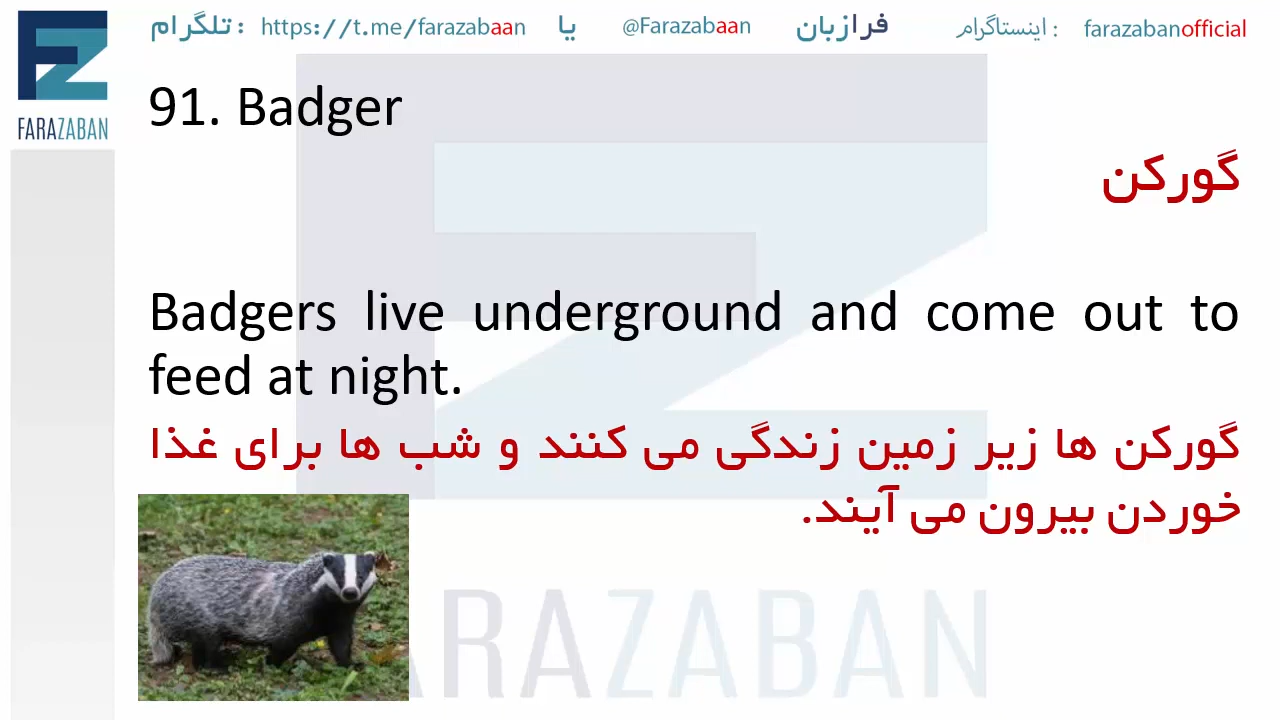 تلگرام : https://t.me/farazabaan یا @Farazabaan فرازبان اینستاگرام : farazabanofficial
FARAZABAN
91. Badger
گورکن
Badgers live underground and come out to
feed at night.
گورکن ها زیر زمین زندگی می کنند و شب ها برای غذا
خوردن بیرون می آیند.
FARAZABAN